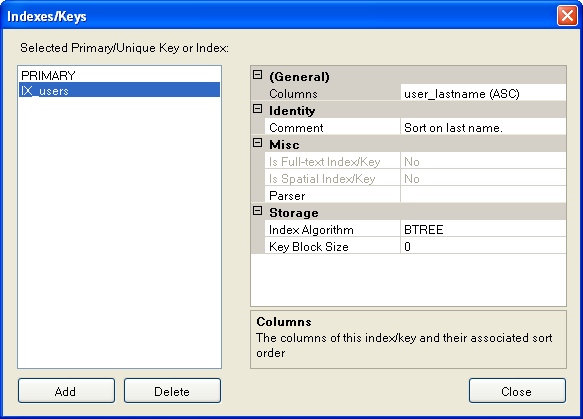 Indexes/Keys
Selected Primary/Unique Key or Index:
PRIMARY
IX_users
(General)
Columns user_lastname (ASC)
Identity
Comment Sort on last name.
Misc
Is Full-text Index/Key No
Is Spatial Index/Key No
Parser
Storage
Index Algorithm BTREE
Key Block Size 0
Columns
The columns of this index/key and their associated sort
order
Add Delete Close